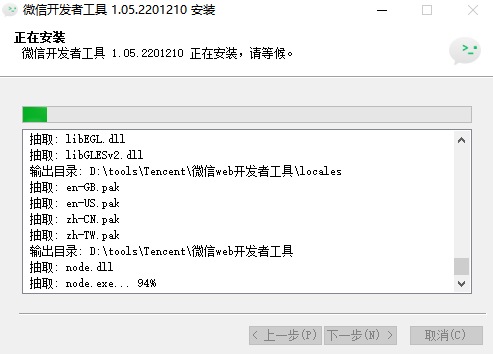 微信开发者工具 1.05.2201210 安装
正在安装
微信开发者工具 1.05.2201210 正在安装，请等候。
抽取: libEGL.dll
抽取: libGLESv2.dll
输出目录: D:\tools\Tencent\微信web开发者工具\locales
抽取: en-GB.pak
抽取: en-US.pak
抽取: zh-CN.pak
抽取: zh-TW.pak
输出目录: D:\tools\Tencent\微信web开发者工具
抽取: node.dll
抽取: node.exe... 94%
< 上一步(P) 下一步(N) > 取消(C)